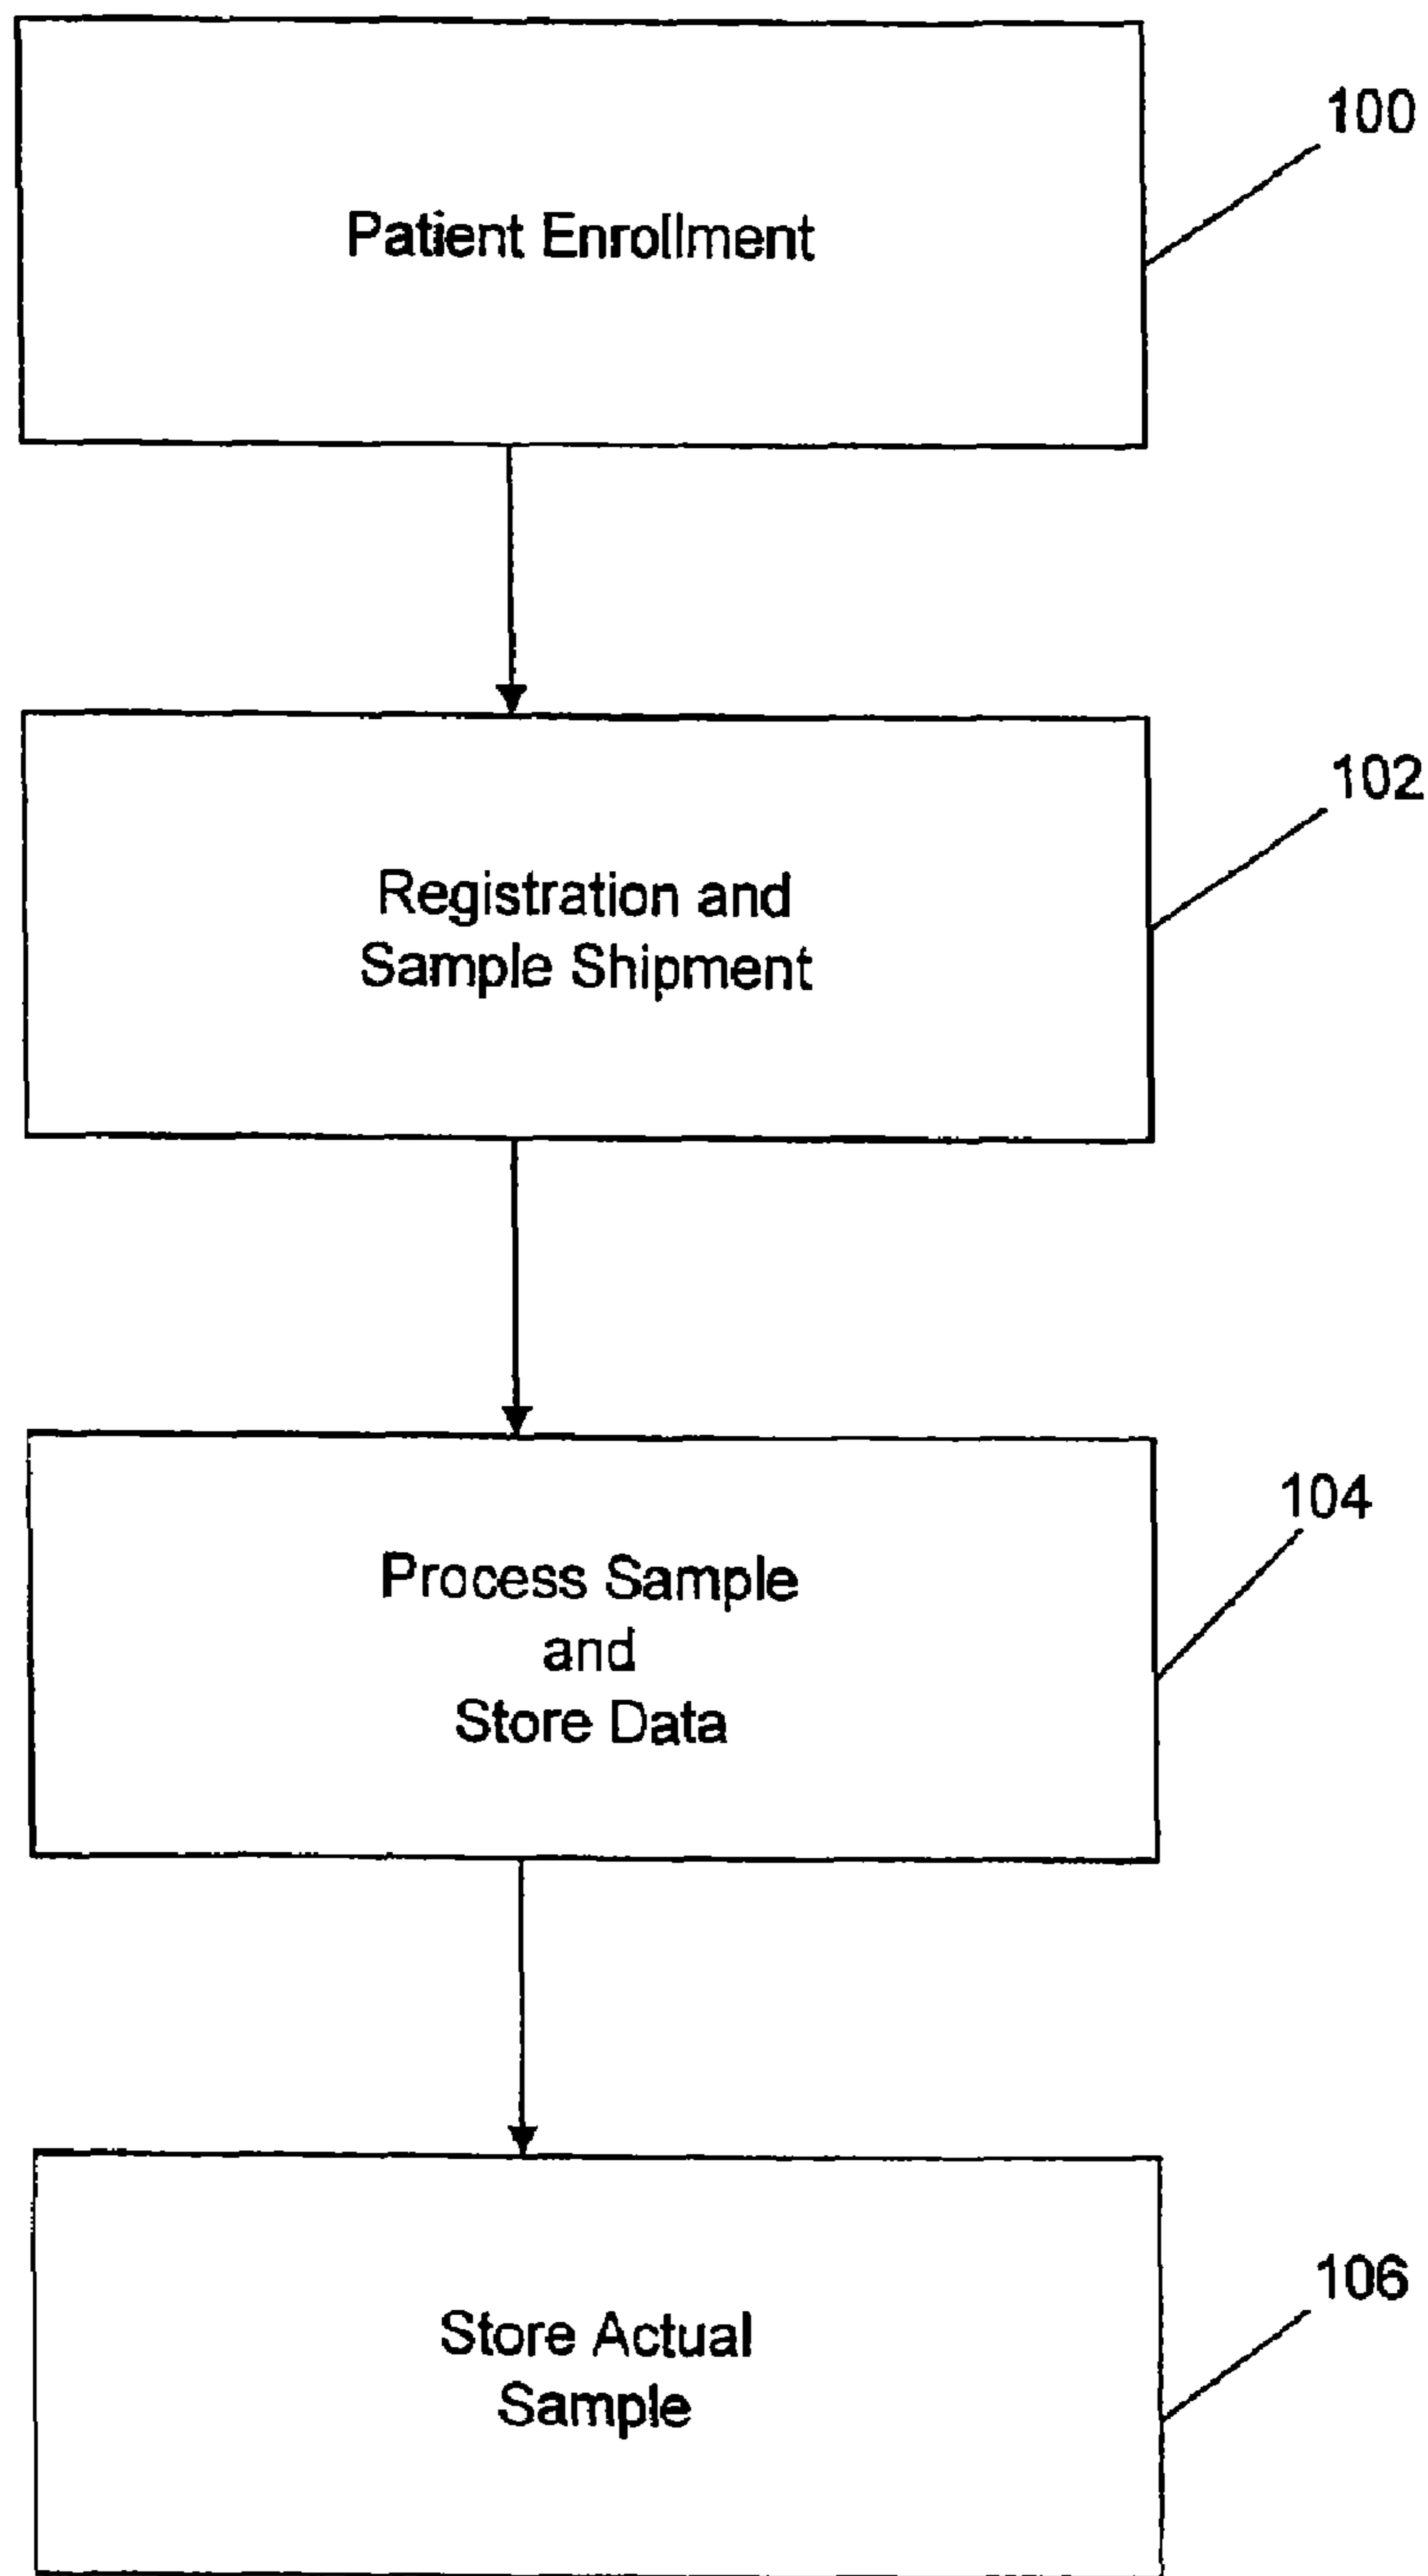 100
Patient Enrollment
102
Registration and
Sample Shipment
104
Process Sample
and
Store Data
106
Store Actual
Sample